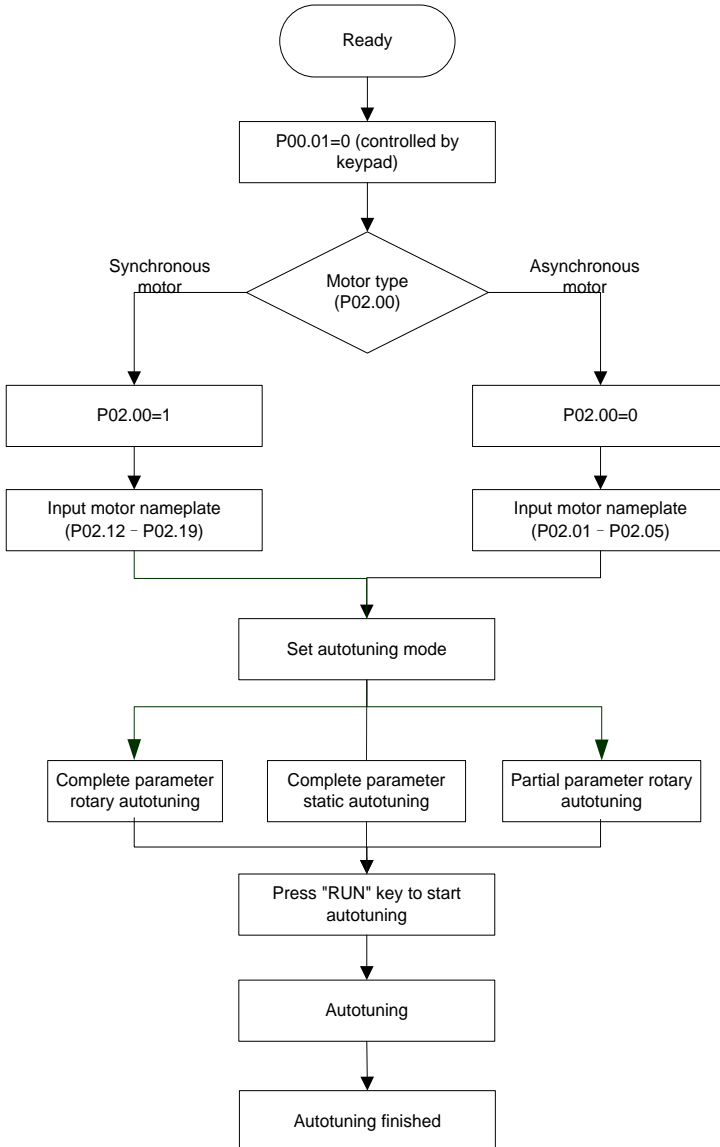 Ready
P00.01=0 (controlled by
keypad)
Synchronous
motor
Motor type
(P02.00)
Asynchronous
motor
P02.00=1
P02.00=0
Input motor nameplate
(P02.12﹣P02.19)
Input motor nameplate
(P02.01﹣P02.05)
Set autotuning mode
Complete parameter
rotary autotuning
Complete parameter
static autotuning
Partial parameter rotary
autotuning
Press "RUN" key to start
autotuning
Autotuning
Autotuning finished